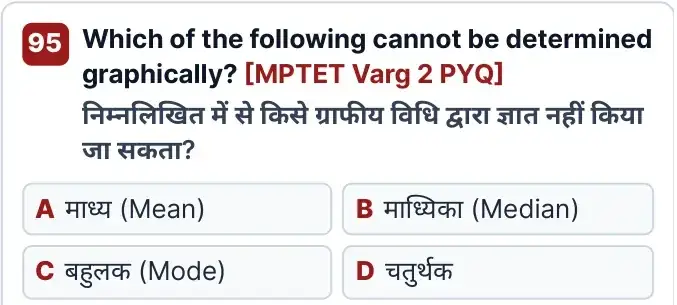 95 Which of the following cannot be determined
graphically? [MPTET Varg 2 PYQ]
निम्नलिखित में से किसे ग्राफीय विधि द्वारा ज्ञात नहीं किया
जा सकता?
A माध्य (Mean)
B माध्यिका (Median)
C बहुलक (Mode)
D चतुर्थक